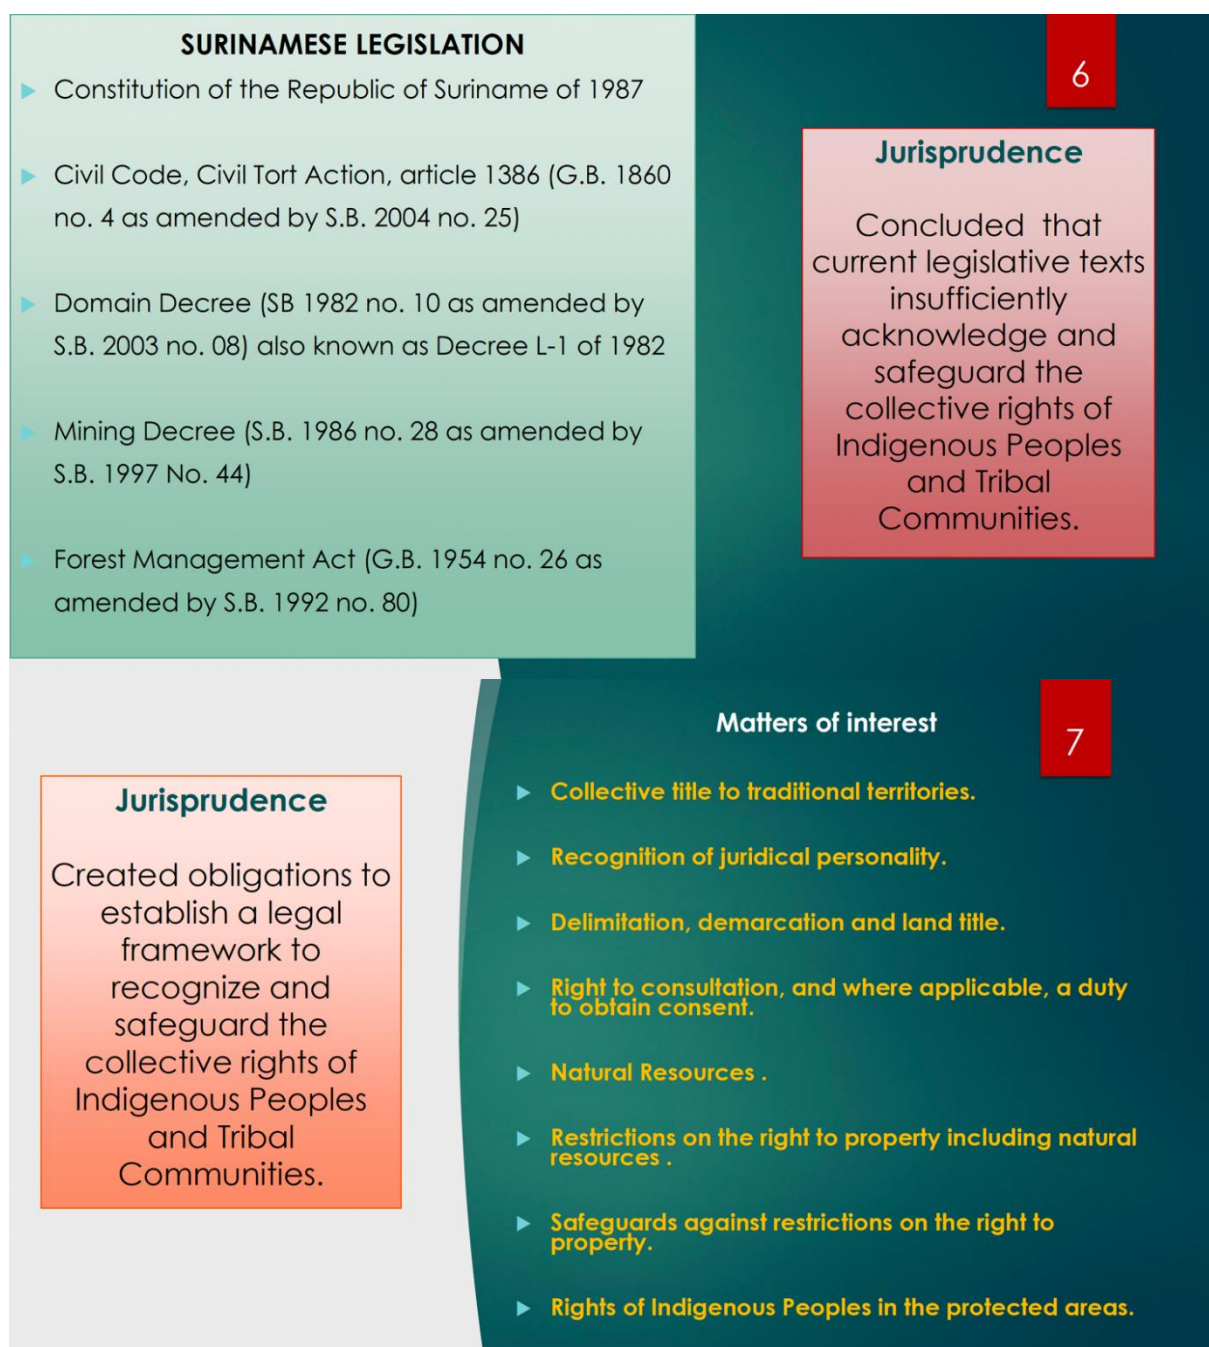 SURINAMESE LEGISLATION
Constitution of the Republic of Suriname of 1987
Civil Code, Civil Tort Action, article 1386 (G.B. 1860
no. 4 as amended by S.B. 2004 no. 25)
Domain Decree (SB 1982 no. 10 as amended by
S.B. 2003 no. 08) also known as Decree L-1 of 1982
Mining Decree (S.B. 1986 no. 28 as amended by
S.B. 1997 No. 44)
Forest Management Act (G.B. 1954 no. 26 as
amended by S.B. 1992 no. 80)
6
Jurisprudence
Concluded that
current legislative texts
insufficiently
acknowledge and
safeguard the
collective rights of
Indigenous Peoples
and Tribal
Communities.
7
Jurisprudence
Created obligations to
establish a legal
framework to
recognize and
safeguard the
collective rights of
Indigenous Peoples
and Tribal
Communities.
Matters of interest
Collective title to traditional territories.
Recognition of juridical personality.
Delimitation, demarcation and land title.
Right to consultation, and where applicable, a duty
to obtain consent.
Natural Resources .
Restrictions on the right to property including natural
resources .
Safeguards against restrictions on the right to
property.
Rights of Indigenous Peoples in the protected areas.